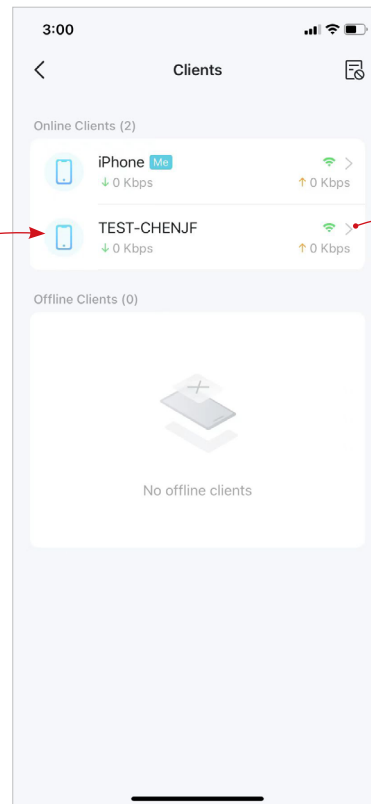 3:00
Clients
Online Clients (2)
iPhone Me
↓ 0 Kbps ↑ 0 Kbps
TEST-CHENJF
↓ 0 Kbps ↑ 0 Kbps
Offline Clients (0)
No offline clients